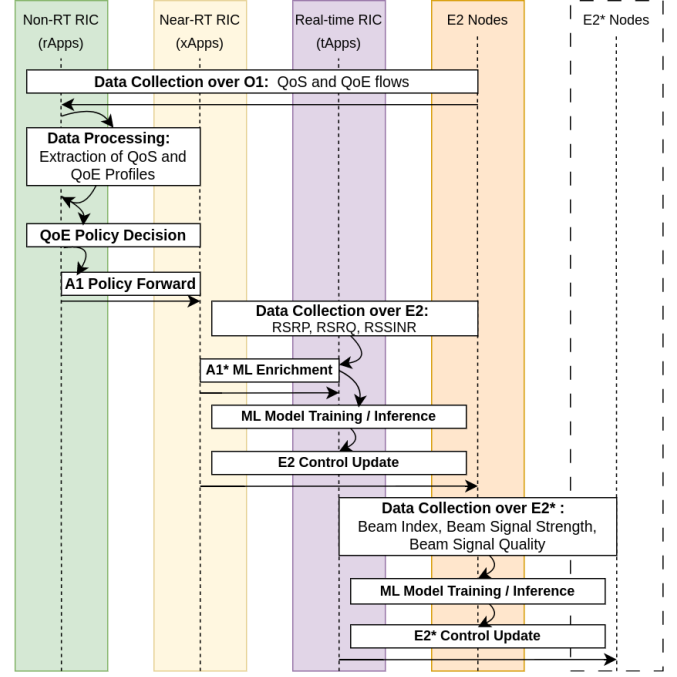 Non-RT RIC
(rApps)
Near-RT RIC
(xApps)
Real-time RIC
(tApps)
E2 Nodes
E2* Nodes
Data Collection over O1: QoS and QoE flows
Data Processing:
Extraction of QoS and
QoE Profiles
QoE Policy Decision
A1 Policy Forward
Data Collection over E2:
RSRP, RSRQ, RSSINR
A1* ML Enrichment
ML Model Training / Inference
E2 Control Update
Data Collection over E2* :
Beam Index, Beam Signal Strength,
Beam Signal Quality
ML Model Training / Inference
E2* Control Update